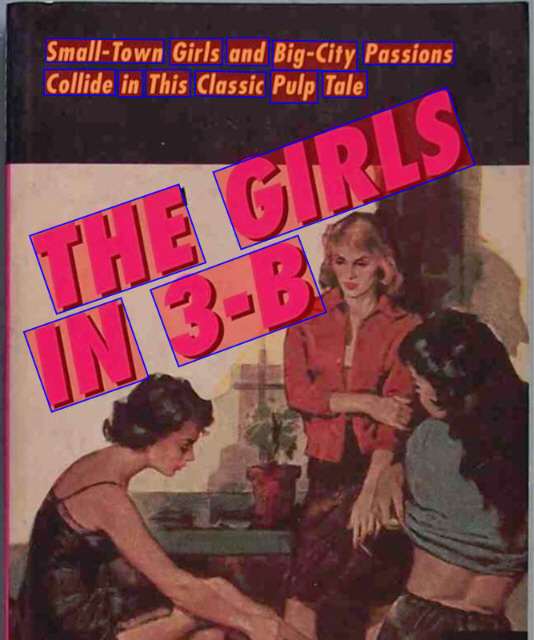 Small-Town Girls and Big-City Passions
Collide in This Classic Pulp Tale
THE GIRLS
IN 3-B